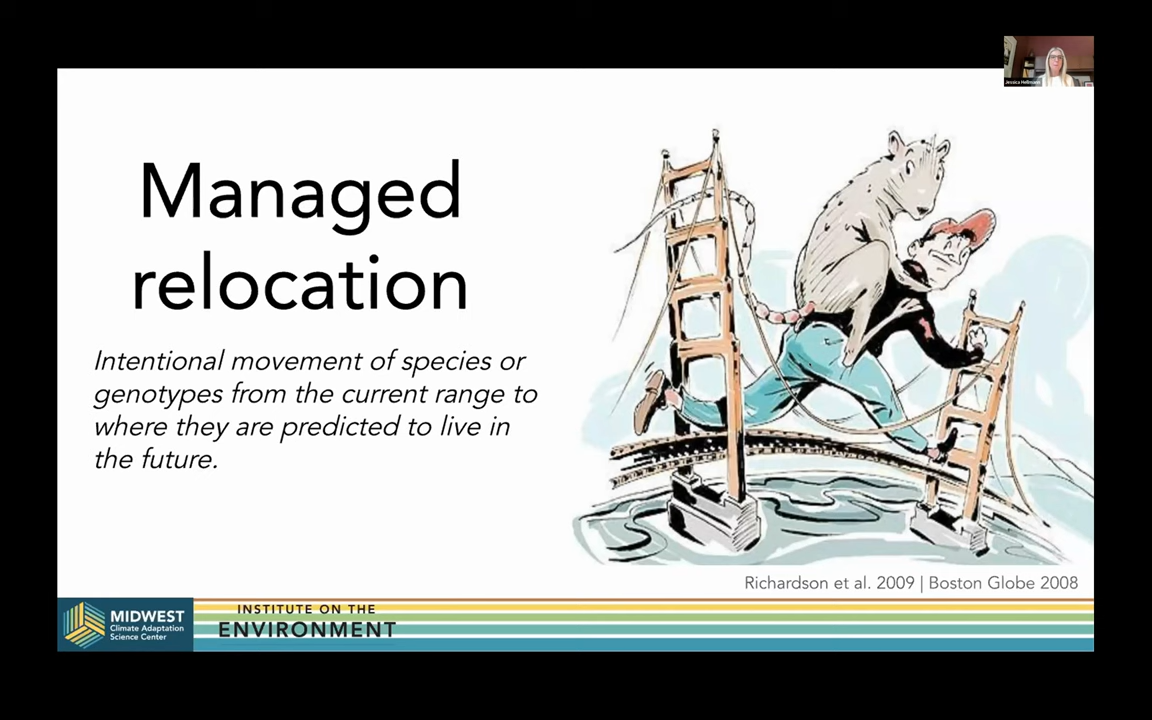 Jessica Hellmann
Managed
relocation
Intentional movement of species or
genotypes from the current range to
where they are predicted to live in
the future.
Richardson et al. 2009 | Boston Globe 2008
MIDWEST
Climate Adaptation
Science Center
INSTITUTE ON THE
ENVIRONMENT